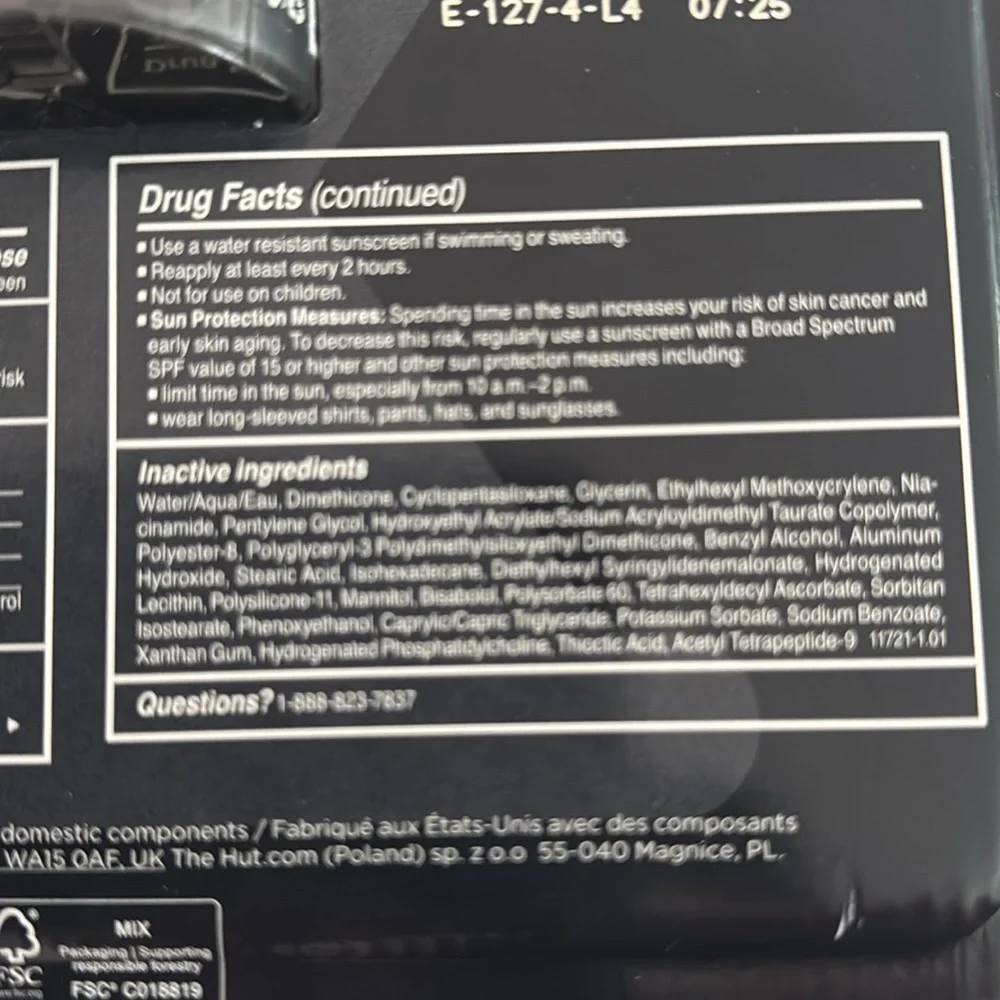 E-127-4-L4 07:25
Drug Facts (continued)
▪ Use a water resistant sunscreen if swimming or sweating.
▪ Reapply at least every 2 hours.
▪ Not for use on children.
▪ Sun Protection Measures: Spending time in the sun increases your risk of skin cancer and
early skin aging. To decrease this risk, regularly use a sunscreen with a Broad Spectrum
SPF value of 15 or higher and other sun protection measures including:
▪ limit time in the sun, especially from 10 a.m.–2 p.m.
▪ wear long-sleeved shirts, pants, hats, and sunglasses.
isk
rol
Inactive ingredients
Water/Aqua/Eau, Dimethicone, Cyclopentasiloxane, Glycerin, Ethylhexyl Methoxycrylene, Nia-
cinamide, Pentylene Glycol, Hydroxyethyl Acrylate/Sodium Acryloyldimethyl Taurate Copolymer,
Polyester-8, Polyglyceryl-3 Polydimethylsiloxyethyl Dimethicone, Benzyl Alcohol, Aluminum
Hydroxide, Stearic Acid, Isohexadecane, Diethylhexyl Syringylidenemalonate, Hydrogenated
Lecithin, Polysilicone-11, Mannitol, Bisabolol, Polysorbate 60, Tetrahexyldecyl Ascorbate, Sorbitan
Isostearate, Phenoxyethanol, Caprylic/Capric Triglyceride, Potassium Sorbate, Sodium Benzoate,
Xanthan Gum, Hydrogenated Phosphatidylcholine, Thioctic Acid, Acetyl Tetrapeptide-9 11721-1.01
Questions? 1-888-823-7837
domestic components / Fabriqué aux États-Unis avec des composants
WA15 0AF, UK The Hut.com (Poland) sp. z o.o 55-040 Magnice, PL.
FSC
MIX
Packaging | Supporting
responsible forestry
FSC® C018819